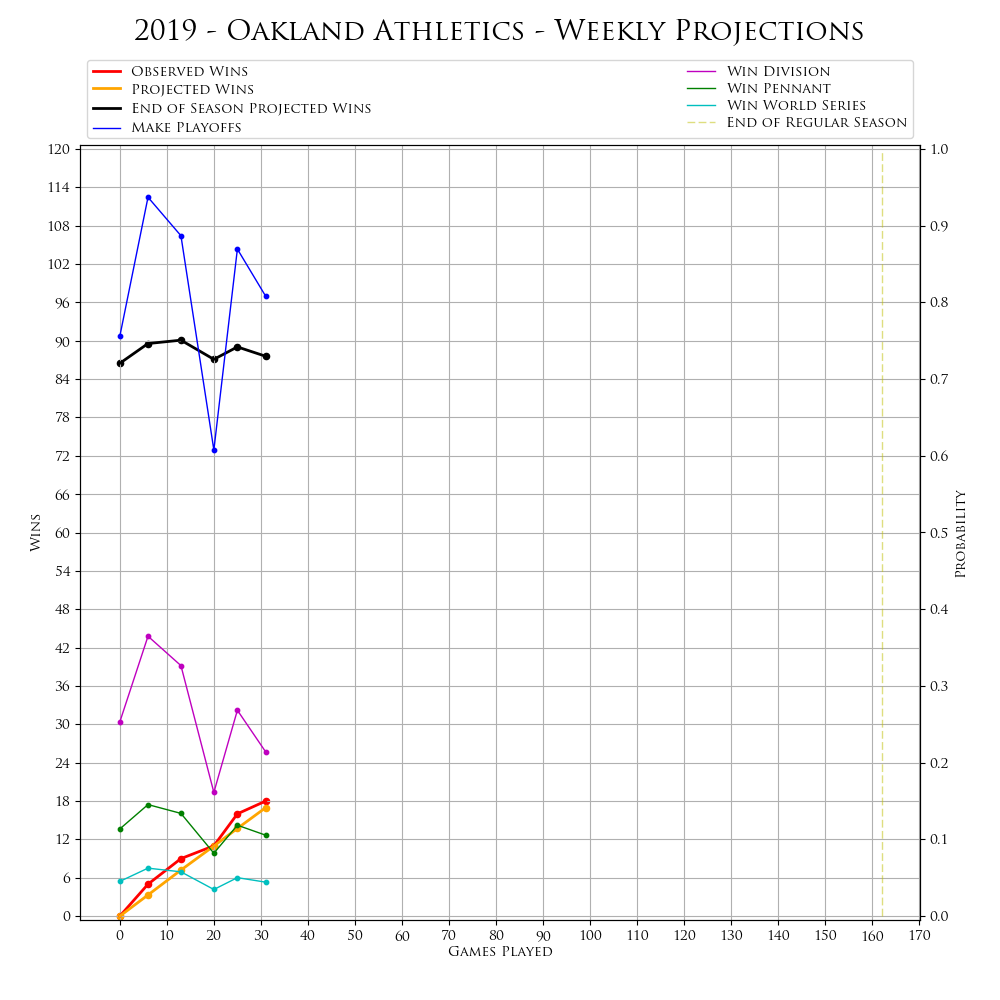 2019 - Oakland Athletics - Weekly Projections
Observed Wins
Projected Wins
End of Season Projected Wins
Make Playoffs
Win Division
Win Pennant
Win World Series
End of Regular Season
120
114
108
102
96
90
84
78
72
66
60
54
48
42
36
30
24
18
12
6
0
Wins
1.0
0.9
0.8
0.7
0.6
0.5
0.4
0.3
0.2
0.1
0.0
Probability
0 10 20 30 40 50 60 70 80 90 100 110 120 130 140 150 160 170
Games Played